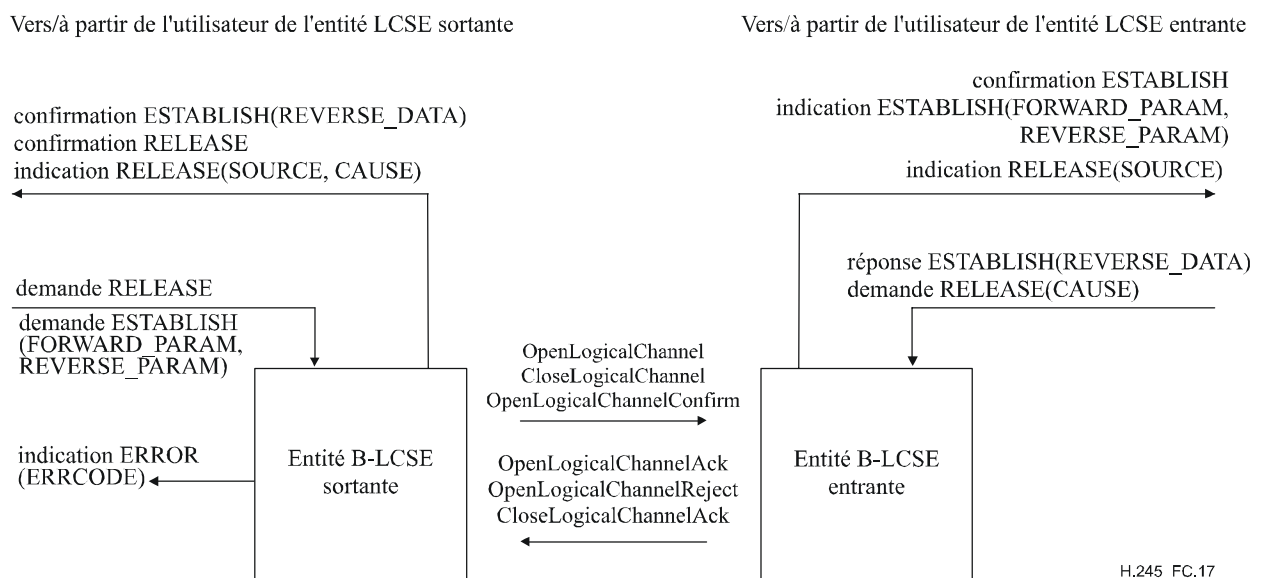 Vers/à partir de l'utilisateur de l'entité LCSE sortante
Vers/à partir de l'utilisateur de l'entité LCSE entrante
confirmation ESTABLISH(REVERSE_DATA)
confirmation RELEASE
indication RELEASE(SOURCE, CAUSE)
confirmation ESTABLISH
indication ESTABLISH(FORWARD_PARAM,
REVERSE_PARAM)
indication RELEASE(SOURCE)
demande RELEASE
demande ESTABLISH
(FORWARD_PARAM,
REVERSE_PARAM)
réponse ESTABLISH(REVERSE_DATA)
demande RELEASE(CAUSE)
OpenLogicalChannel
CloseLogicalChannel
OpenLogicalChannelConfirm
indication ERROR
(ERRCODE)
Entité B-LCSE
sortante
OpenLogicalChannelAck
OpenLogicalChannelReject
CloseLogicalChannelAck
Entité B-LCSE
entrante
H.245_FC.17